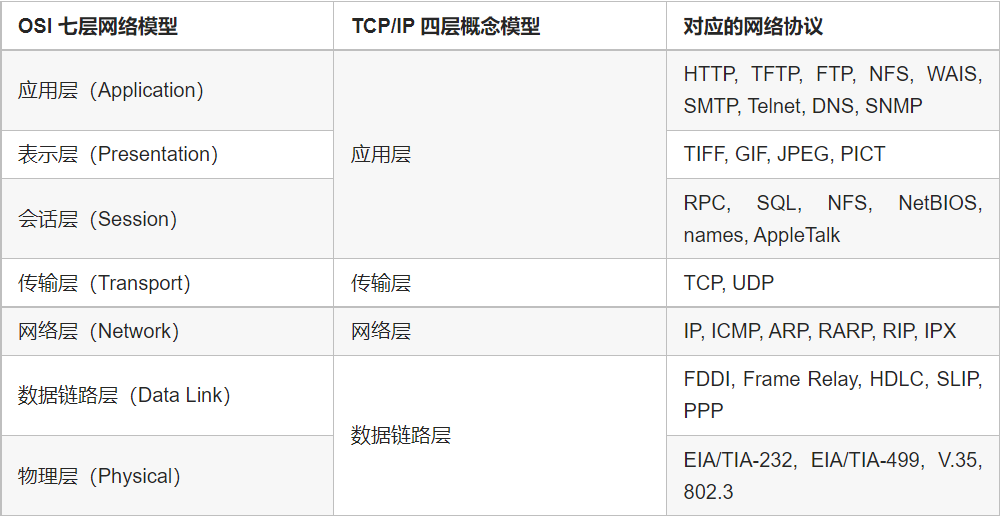 OSI 七层网络模型 TCP/IP 四层概念模型 对应的网络协议
应用层（Application） 应用层 HTTP, TFTP, FTP, NFS, WAIS,
SMTP, Telnet, DNS, SNMP
表示层（Presentation） TIFF, GIF, JPEG, PICT
会话层（Session） RPC, SQL, NFS, NetBIOS,
names, AppleTalk
传输层（Transport） 传输层 TCP, UDP
网络层（Network） 网络层 IP, ICMP, ARP, RARP, RIP, IPX
数据链路层（Data Link） 数据链路层 FDDI, Frame Relay, HDLC, SLIP,
PPP
物理层（Physical） EIA/TIA-232, EIA/TIA-499, V.35,
802.3